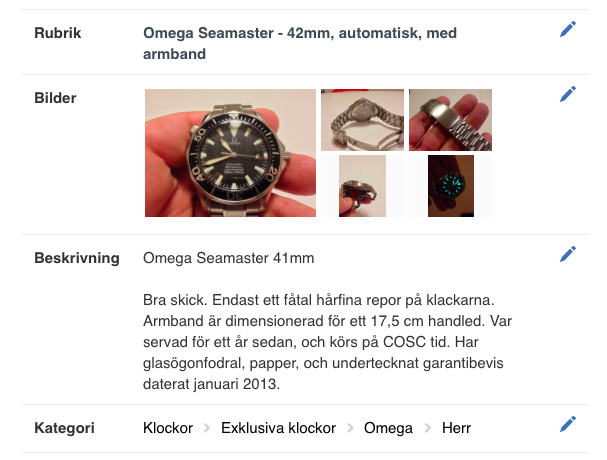 Rubrik
Omega Seamaster - 42mm, automatisk, med
armband
Bilder
Beskrivning
Omega Seamaster 41mm
Bra skick. Endast ett fåtal hårfina repor på klackarna.
Armband är dimensionerad för ett 17,5 cm handled. Var
servad för ett år sedan, och körs på COSC tid. Har
glasögonfodral, papper, och undertecknat garantibevis
daterat januari 2013.
Kategori
Klockor > Exklusiva klockor > Omega > Herr